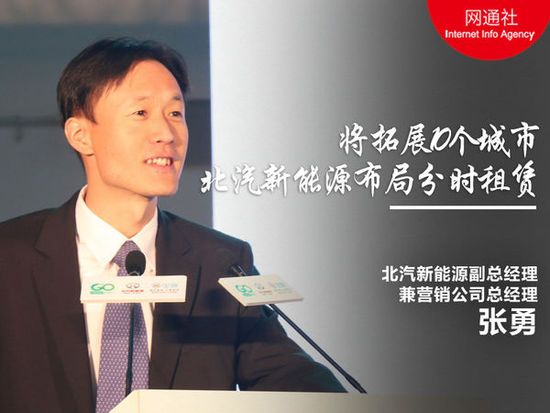 网通社
Internet Info Agency
将拓展10个城市
北汽新能源布局分时租赁
北汽新能源副总经理
兼营销公司总经理
张勇
GO